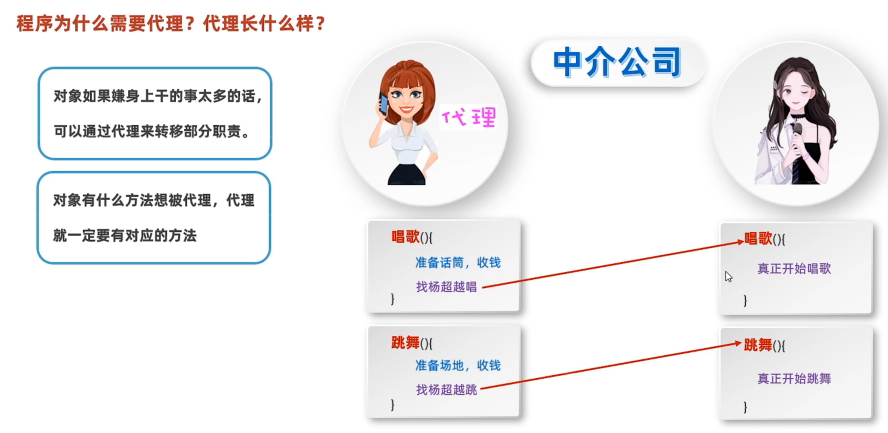 程序为什么需要代理？代理长什么样？
对象如果嫌身上干的事太多的话，
可以通过代理来转移部分职责。
对象有什么方法想被代理，代理
就一定要有对应的方法
代理
中介公司
唱歌(){
准备话筒，收钱
找杨超越唱
}
跳舞(){
准备场地，收钱
找杨超越跳
}
唱歌(){
真正开始唱歌
}
跳舞(){
真正开始跳舞
}